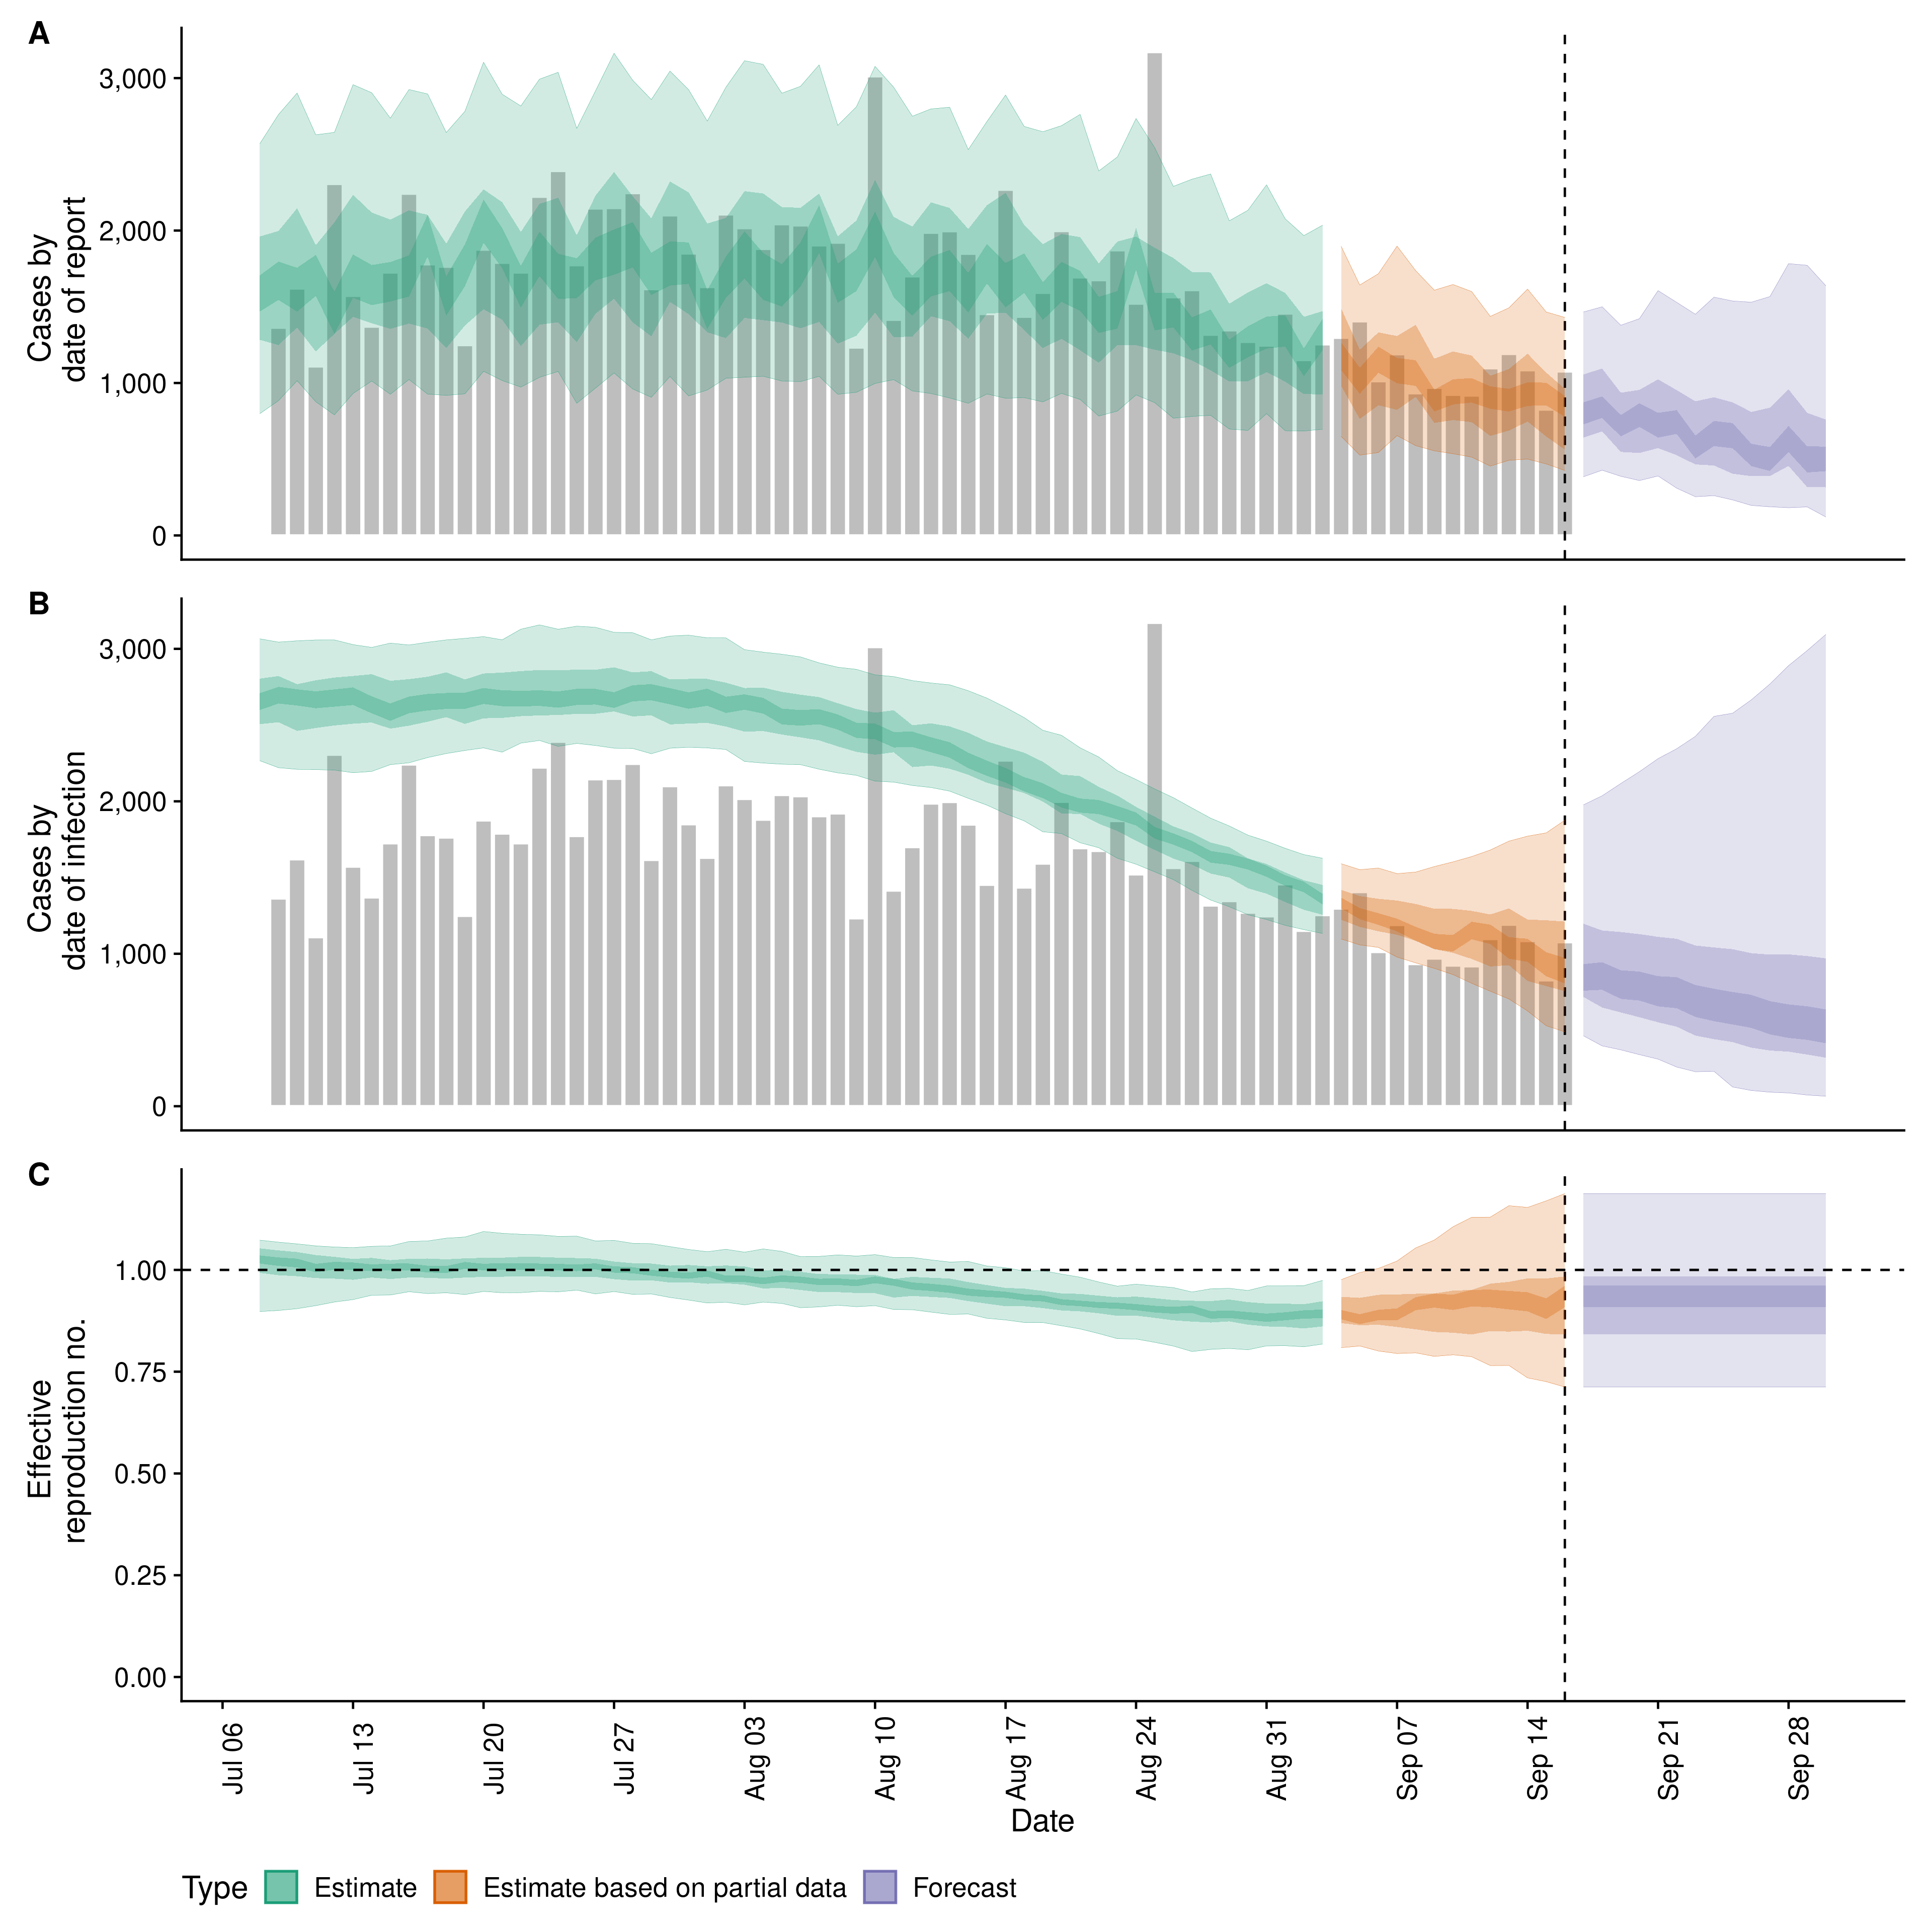 A
Cases by
date of report
3,000
2,000
1,000
0
B
Cases by
date of infection
3,000
2,000
1,000
0
C
Effective
reproduction no.
1.00
0.75
0.50
0.25
0.00
Jul 06
Jul 13
Jul 20
Jul 27
Aug 03
Aug 10
Aug 17
Aug 24
Aug 31
Sep 07
Sep 14
Sep 21
Sep 28
Date
Type Estimate Estimate based on partial data Forecast